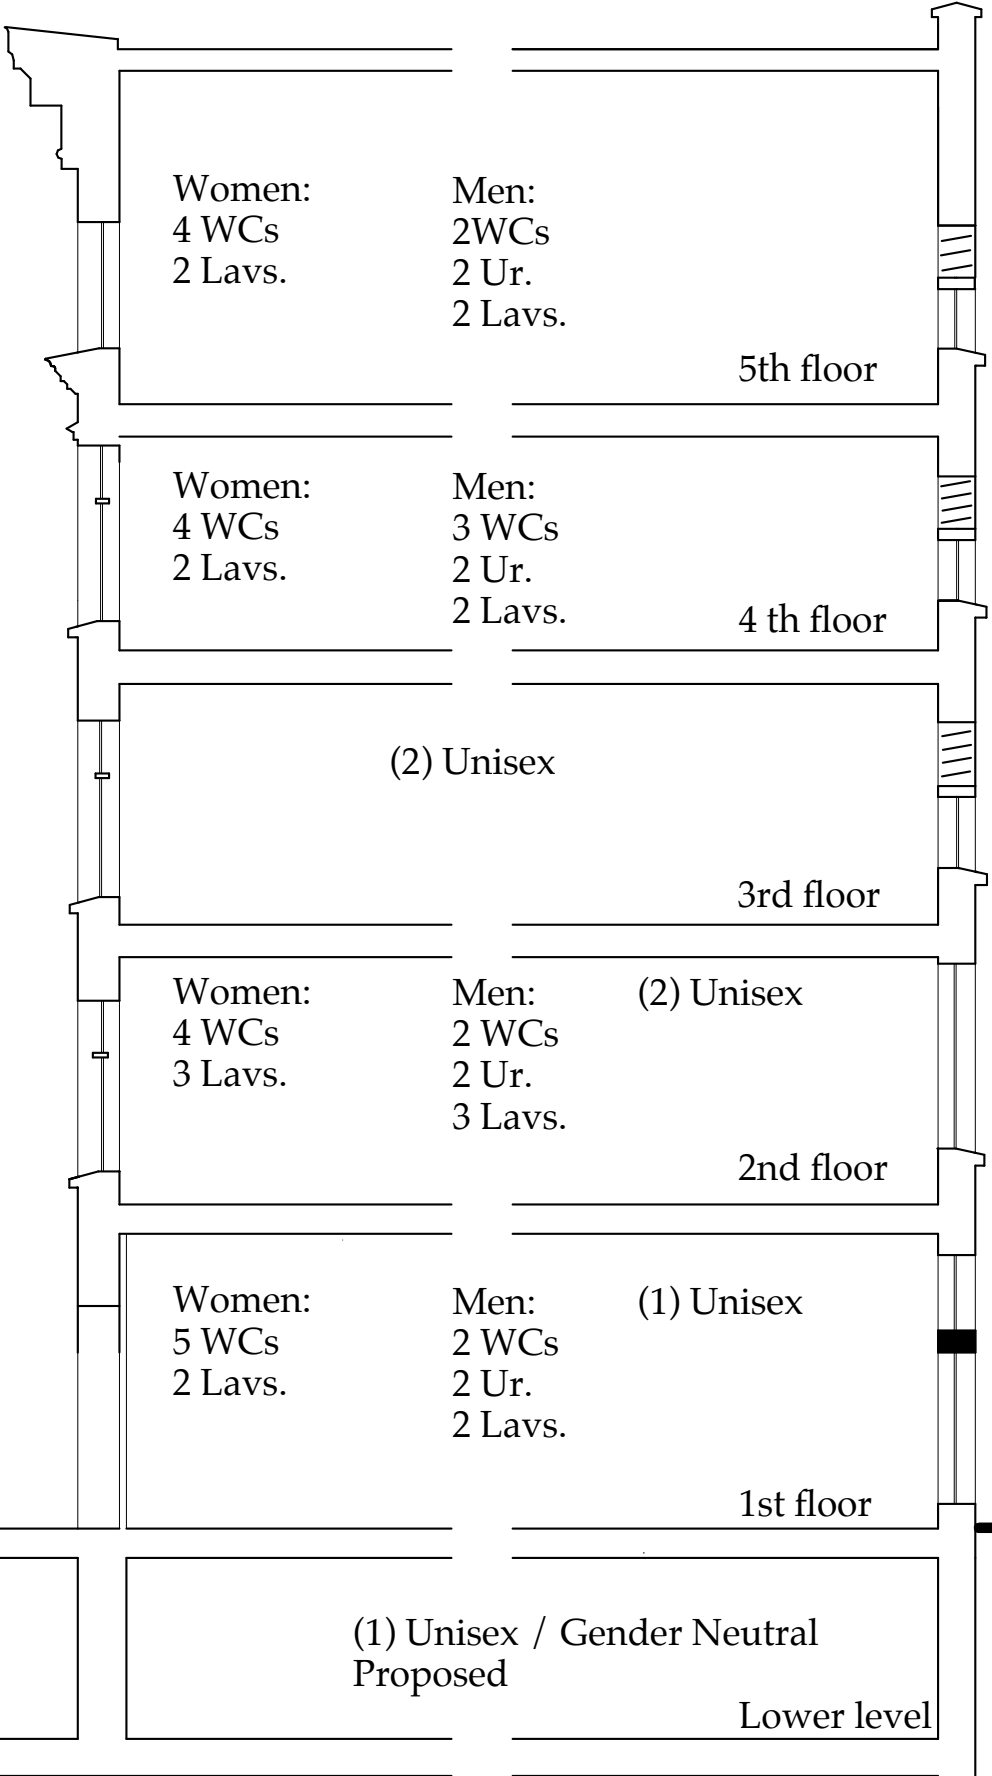 Women:
4 WCs
2 Lavs.
Men:
2WCs
2 Ur.
2 Lavs.
5th floor
Women:
4 WCs
2 Lavs.
Men:
3 WCs
2 Ur.
2 Lavs.
4 th floor
(2) Unisex
3rd floor
Women:
4 WCs
3 Lavs.
Men:
2 WCs
2 Ur.
3 Lavs.
(2) Unisex
2nd floor
Women:
5 WCs
2 Lavs.
Men:
2 WCs
2 Ur.
2 Lavs.
(1) Unisex
1st floor
(1) Unisex / Gender Neutral
Proposed
Lower level